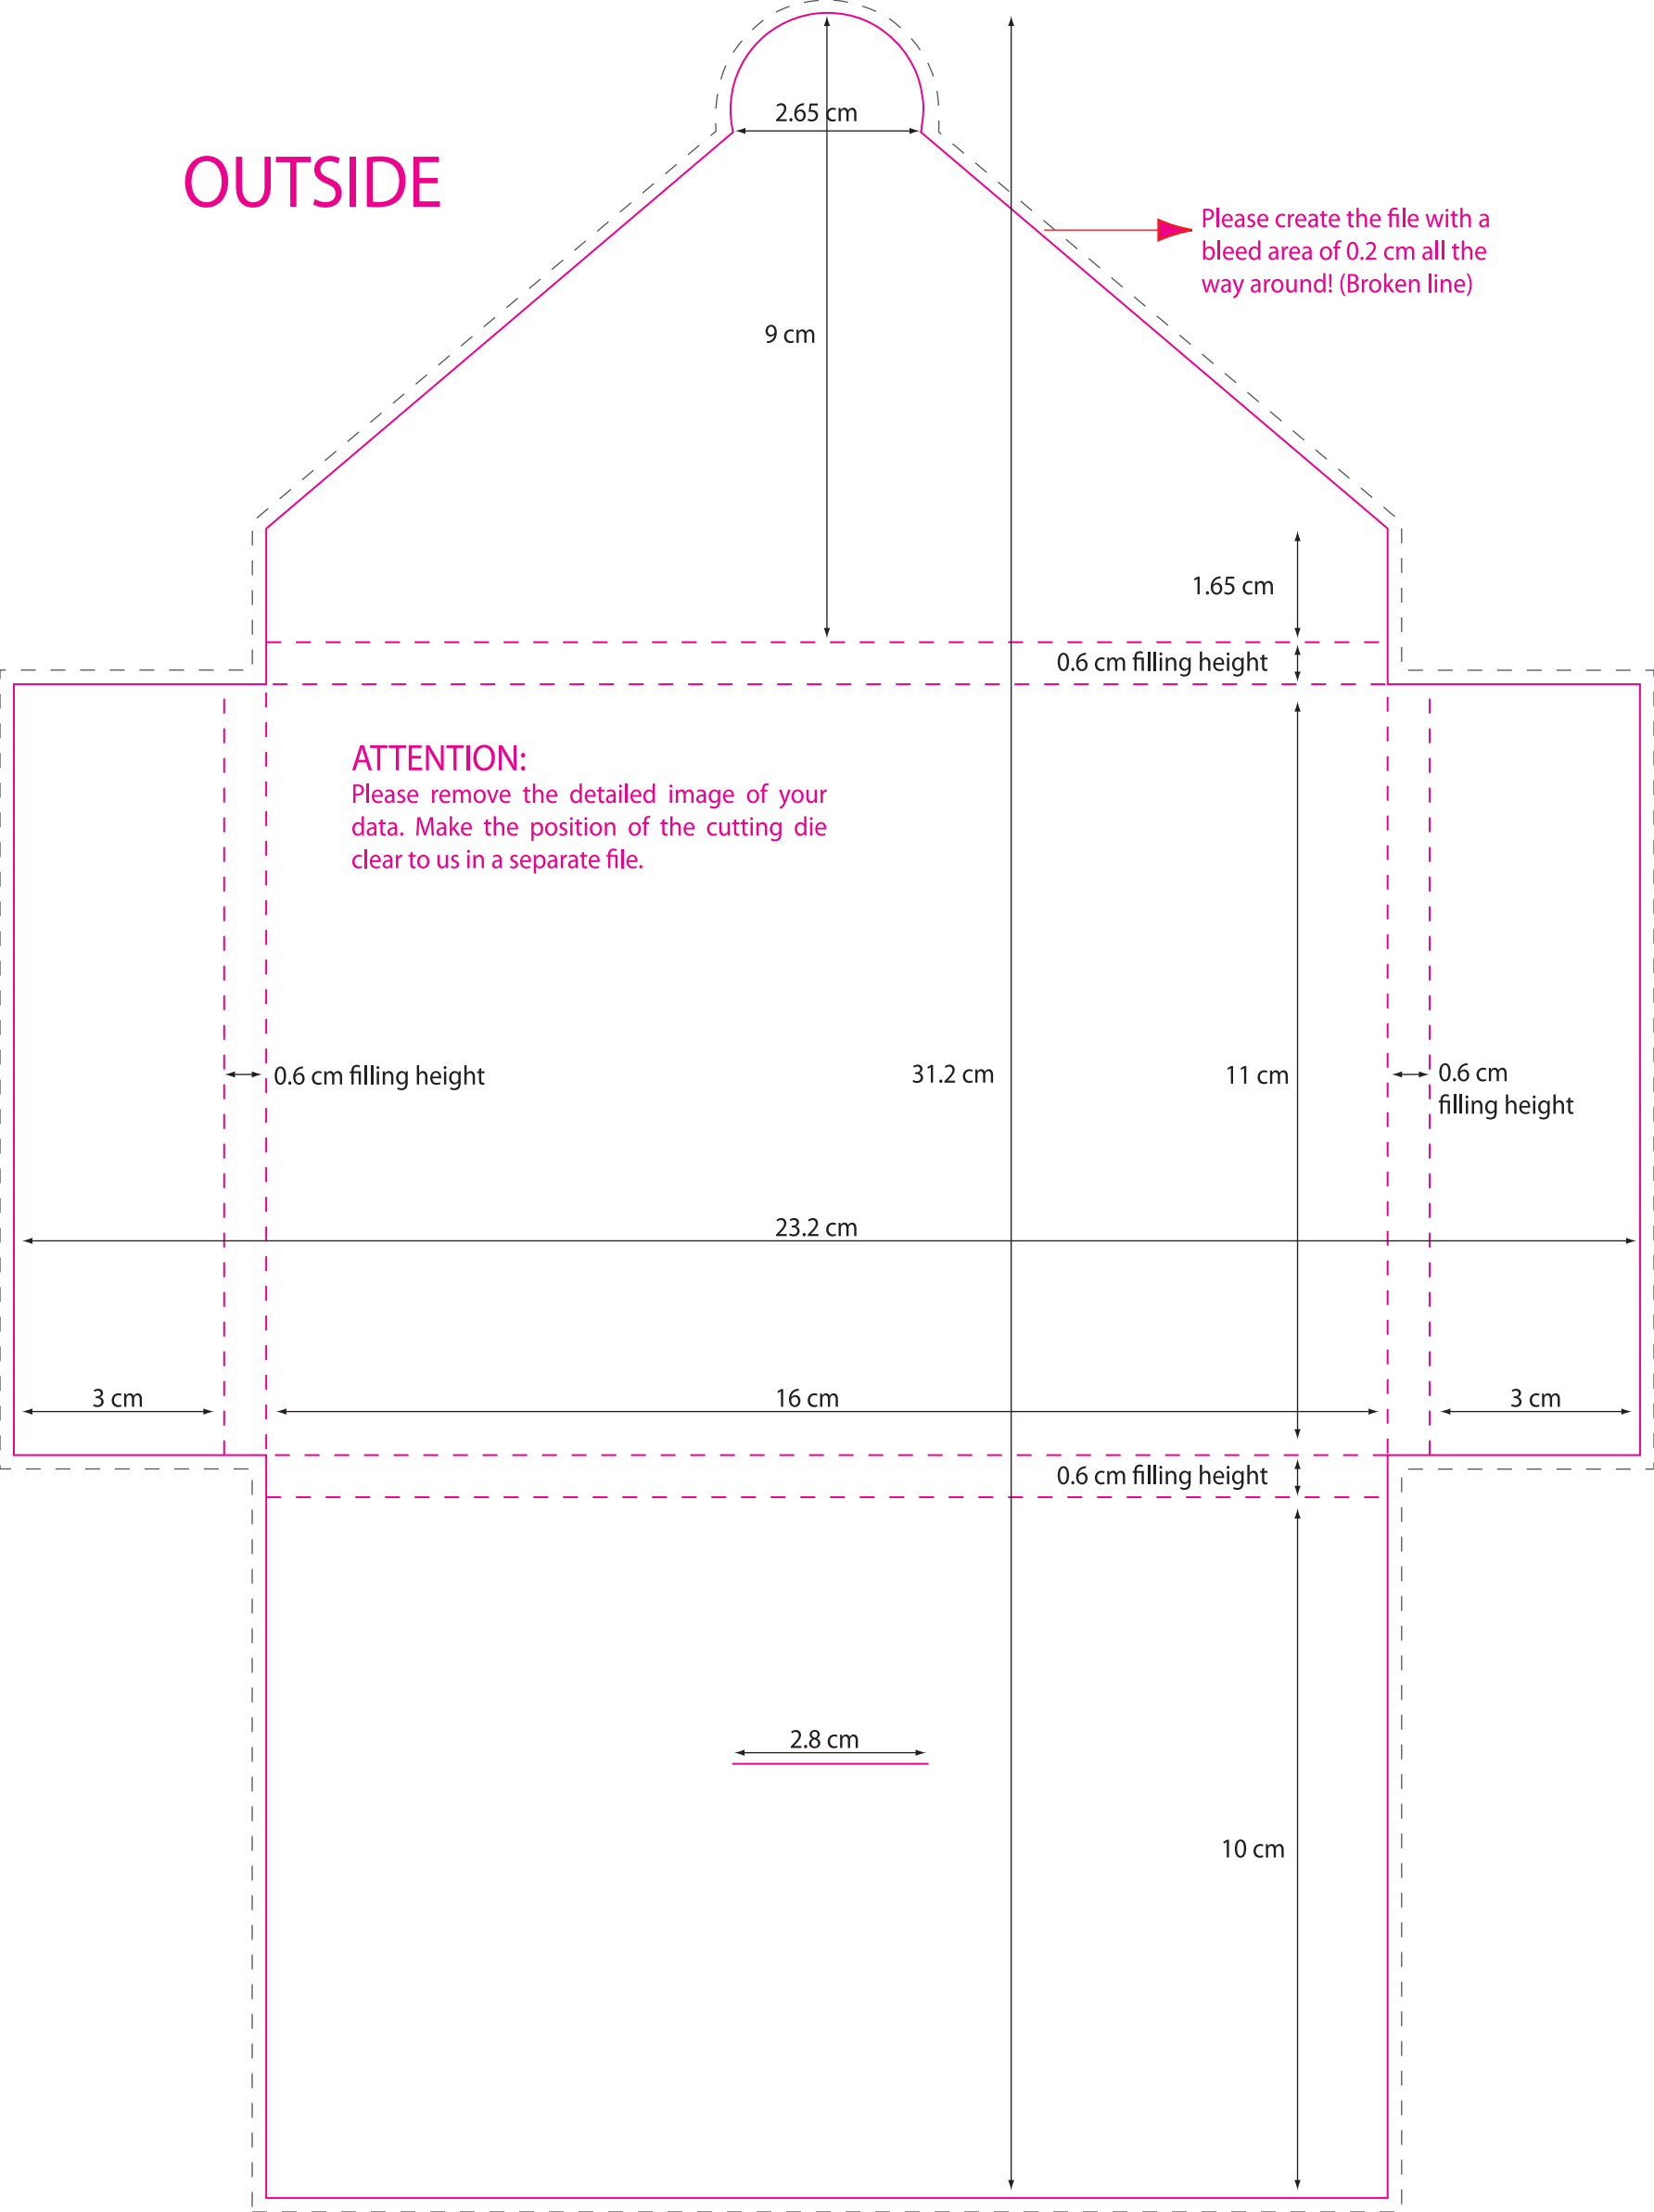 2.65 cm
OUTSIDE
Please create the file with a
bleed area of 0.2 cm all the
way around! (Broken line)
9 cm
1.65 cm
0.6 cm filling height
ATTENTION:
Please remove the detailed image of your
data. Make the position of the cutting die
clear to us in a separate file.
0.6 cm filling height
31.2 cm
11 cm
0.6 cm
filling height
23.2 cm
3 cm
16 cm
3 cm
0.6 cm filling height
2.8 cm
10 cm